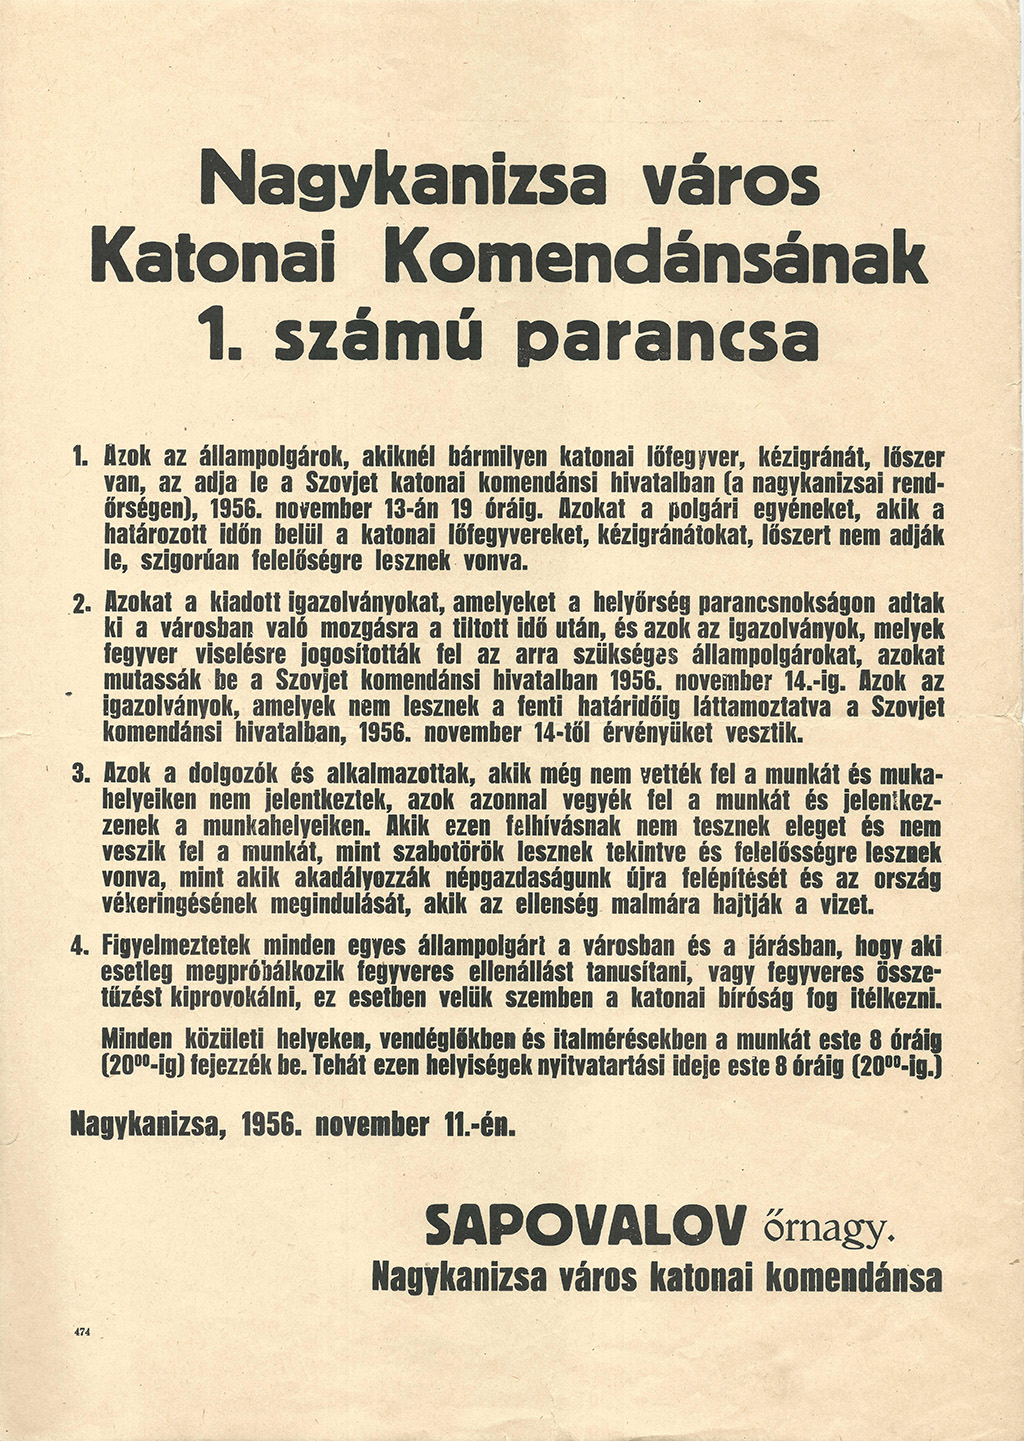 Nagykanizsa város
Katonai Komendánsának
1. számú parancsa
1. Azok az állampolgárok, akiknél bármilyen katonai lőfegyver, kézigránát, lőszer
van, az adja le a Szovjet katonai komendánsi hivatalban (a nagykanizsai rend-
őrségen), 1956. november 13-án 19 óráig. Azokat a polgári egyéneket, akik a
határozott időn belül a katonai lőfegyvereket, kézigránátokat, lőszert nem adják
le, szigorúan felelőségre lesznek vonva.
2. Azokat a kiadott igazolványokat, amelyeket a helyőrség parancsnokságon adtak
ki a városban való mozgásra a tiltott idő után, és azok az igazolványok, melyek
fegyver viselésre jogosították fel az arra szükséges állampolgárokat, azokat
mutassák be a Szovjet komendánsi hivatalban 1956. november 14.-ig. Azok az
igazolványok, amelyek nem lesznek a fenti határidőig láttamoztatva a Szovjet
komendánsi hivatalban, 1956. november 14-től érvényüket vesztik.
3. Azok a dolgozók és alkalmazottak, akik még nem vették fel a munkát és muka-
helyeiken nem jelentkeztek, azok azonnal vegyék fel a munkát és jelentkez-
zenek a munkahelyeiken. Akik ezen felhívásnak nem tesznek eleget és nem
veszik fel a munkát, mint szabotörök lesznek tekintve és felelősségre lesznek
vonva, mint akik akadályozzák népgazdaságunk újra felépítését és az ország
vékeringésének megindulását, akik az ellenség malmára hajtják a vizet.
4. Figyelmeztetek minden egyes állampolgárt a városban és a járásban, hogy aki
esetleg megpróbálkozik fegyveres ellenállást tanusítani, vagy fegyveres össze-
tűzést kiprovokálni, ez esetben velük szemben a katonai bíróság fog itélkezni.
Minden közületi helyeken, vendéglőkben és italmérésekben a munkát este 8 óráig
(20⁰⁰-ig) fejezzék be. Tehát ezen helyiségek nyitvatartási ideje este 8 óráig (20⁰⁰-ig.)
Nagykanizsa, 1956. november 11.-én.
SAPOVALOV őrnagy.
Nagykanizsa város katonai komendánsa
474